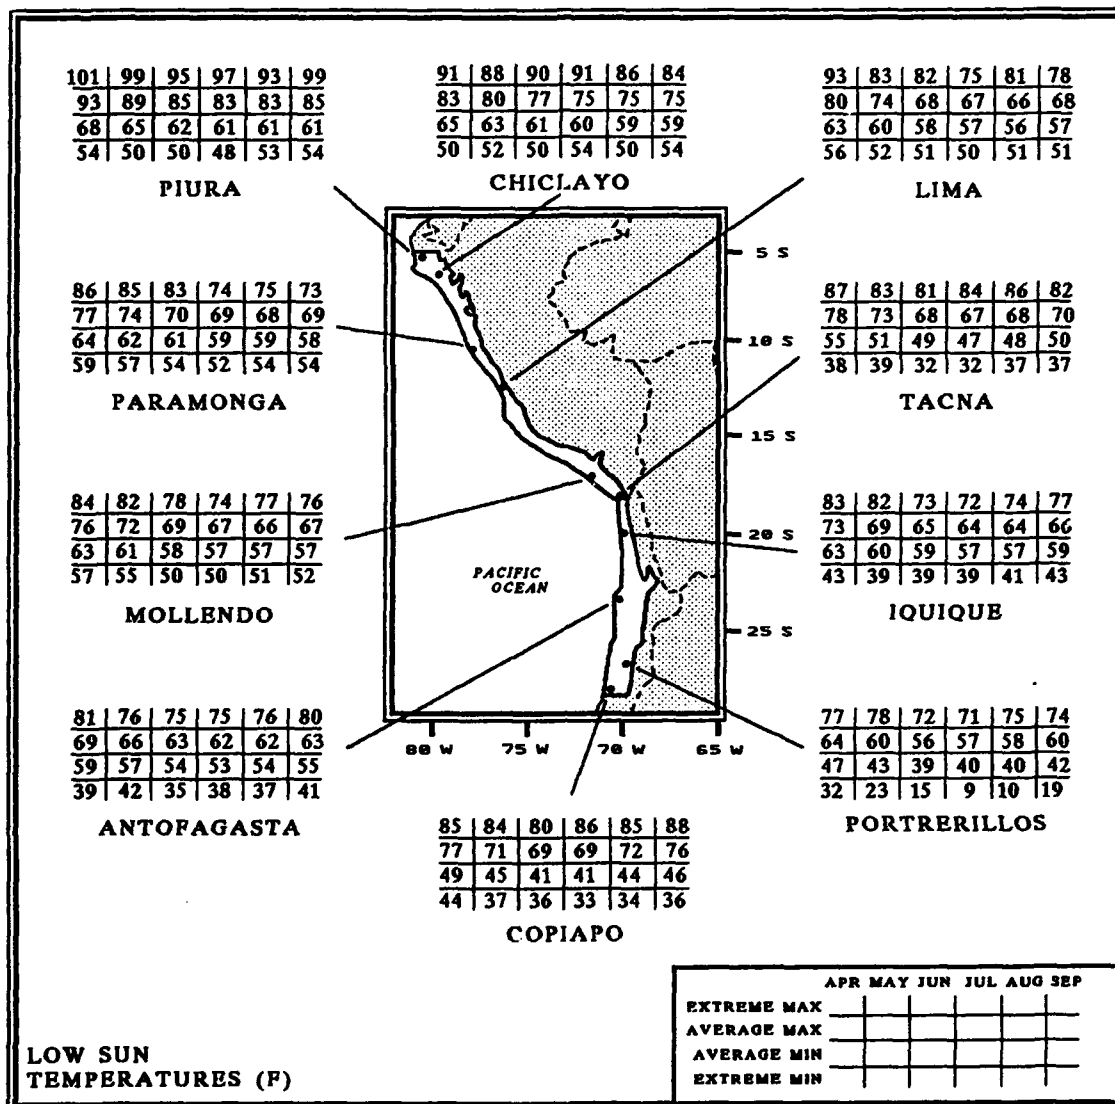 101 | 99 | 95 | 97 | 93 | 99
93 | 89 | 85 | 83 | 83 | 85
68 | 65 | 62 | 61 | 61 | 61
54 | 50 | 50 | 48 | 53 | 54
PIURA
91 | 88 | 90 | 91 | 86 | 84
83 | 80 | 77 | 75 | 75 | 75
65 | 63 | 61 | 60 | 59 | 59
50 | 52 | 50 | 54 | 50 | 54
CHICLAYO
93 | 83 | 82 | 75 | 81 | 78
80 | 74 | 68 | 67 | 66 | 68
63 | 60 | 58 | 57 | 56 | 57
56 | 52 | 51 | 50 | 51 | 51
LIMA
86 | 85 | 83 | 74 | 75 | 73
77 | 74 | 70 | 69 | 68 | 69
64 | 62 | 61 | 59 | 59 | 58
59 | 57 | 54 | 52 | 54 | 54
PARAMONGA
87 | 83 | 81 | 84 | 86 | 82
78 | 73 | 68 | 67 | 68 | 70
55 | 51 | 49 | 47 | 48 | 50
38 | 39 | 32 | 32 | 37 | 37
TACNA
84 | 82 | 78 | 74 | 77 | 76
76 | 72 | 69 | 67 | 66 | 67
63 | 61 | 58 | 57 | 57 | 57
57 | 55 | 50 | 50 | 51 | 52
MOLLENDO
83 | 82 | 73 | 72 | 74 | 77
73 | 69 | 65 | 64 | 64 | 66
63 | 60 | 59 | 57 | 57 | 59
43 | 39 | 39 | 39 | 41 | 43
IQUIQUE
81 | 76 | 75 | 75 | 76 | 80
69 | 66 | 63 | 62 | 62 | 63
59 | 57 | 54 | 53 | 54 | 55
39 | 42 | 35 | 38 | 37 | 41
ANTOFAGASTA
77 | 78 | 72 | 71 | 75 | 74
64 | 60 | 56 | 57 | 58 | 60
47 | 43 | 39 | 40 | 40 | 42
32 | 23 | 15 | 9 | 10 | 19
PORTRERILLOS
85 | 84 | 80 | 86 | 85 | 88
77 | 71 | 69 | 69 | 72 | 76
49 | 45 | 41 | 41 | 44 | 46
44 | 37 | 36 | 33 | 34 | 36
COPIAPO
5 S
10 S
15 S
20 S
25 S
PACIFIC
OCEAN
80 W 75 W 70 W 65 W
LOW SUN
TEMPERATURES (F)
APR MAY JUN JUL AUG SEP
EXTREME MAX
AVERAGE MAX
AVERAGE MIN
EXTREME MIN